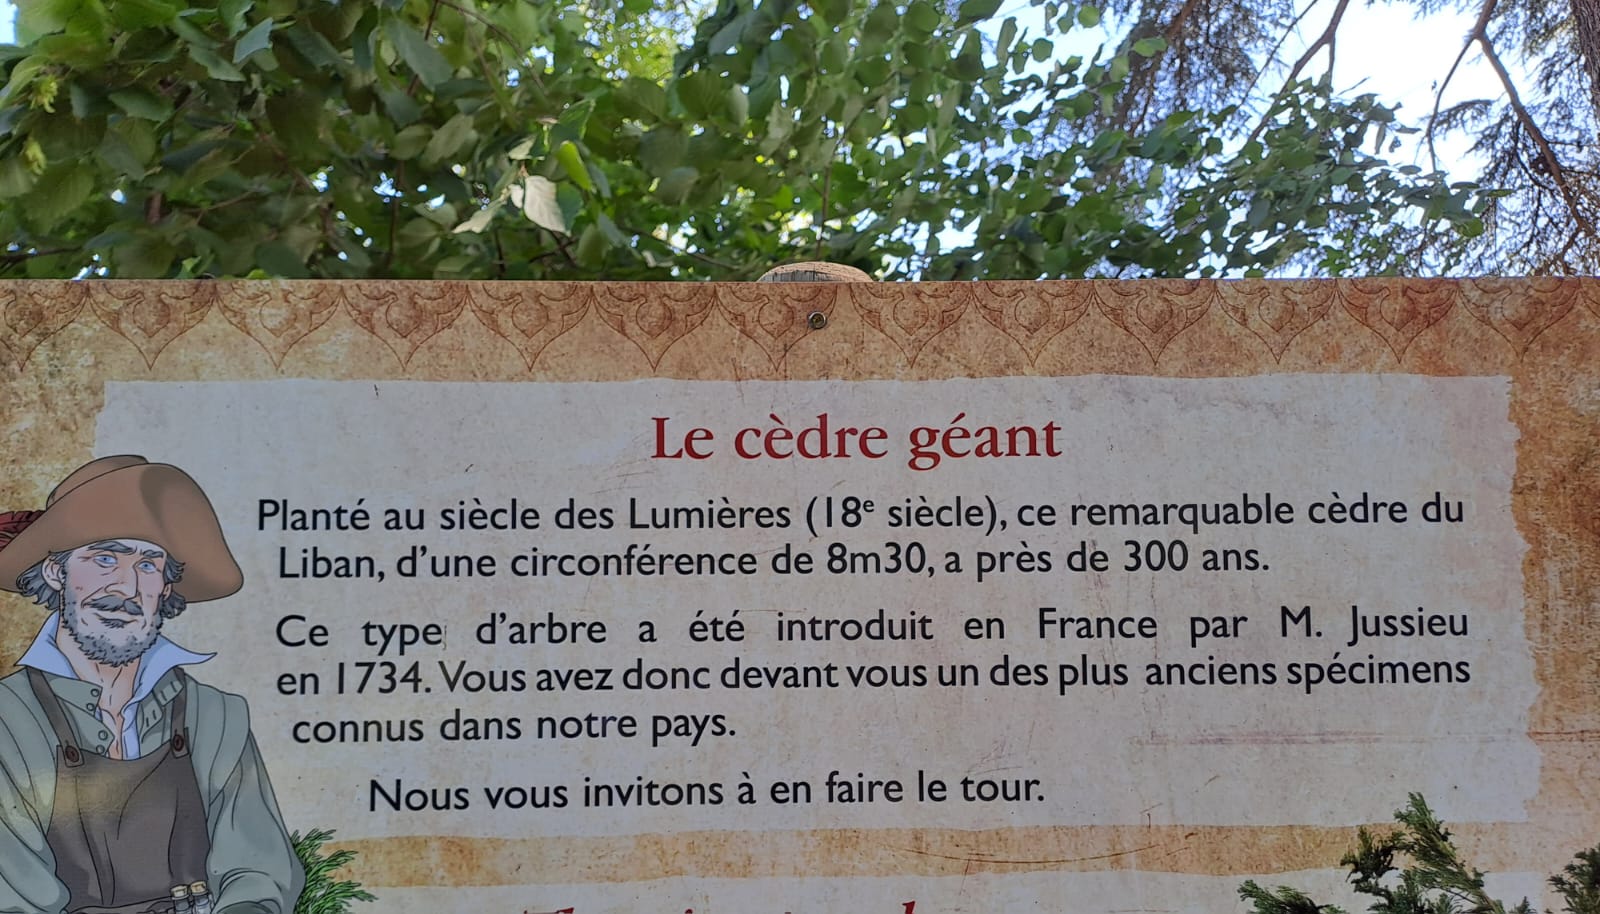 Le cèdre géant
Planté au siècle des Lumières (18e siècle), ce remarquable cèdre du
Liban, d’une circonférence de 8m30, a près de 300 ans.
Ce type d’arbre a été introduit en France par M. Jussieu
en 1734. Vous avez donc devant vous un des plus anciens spécimens
connus dans notre pays.
Nous vous invitons à en faire le tour.